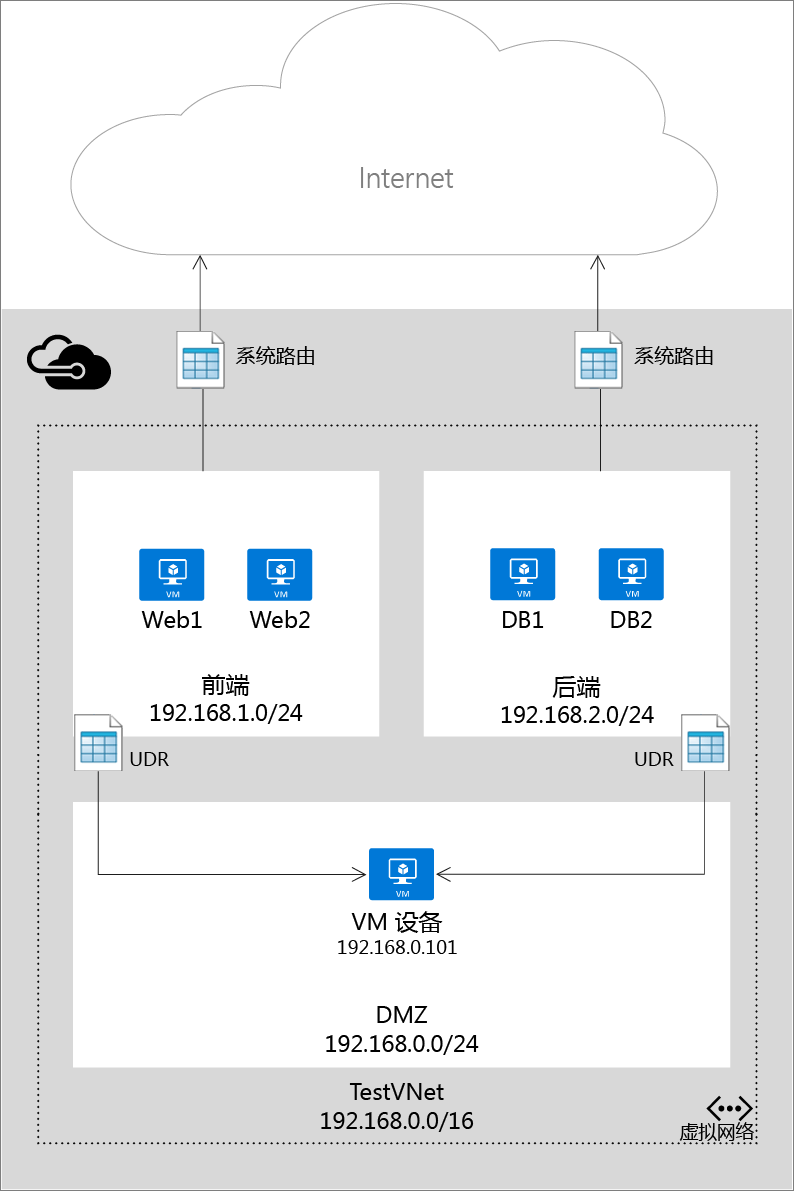 Internet
系统路由
系统路由
VM
VM
VM
VM
Web1
Web2
DB1
DB2
前端
192.168.1.0/24
后端
192.168.2.0/24
UDR
UDR
VM
VM 设备
192.168.0.101
DMZ
192.168.0.0/24
TestVNet
192.168.0.0/16
虚拟网络